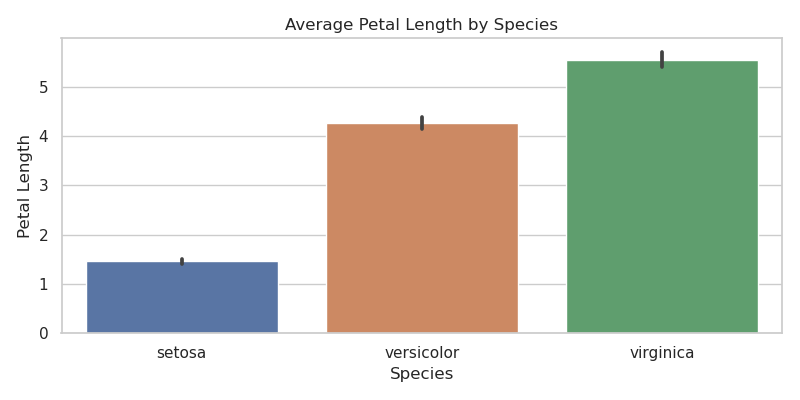 Average Petal Length by Species
Petal Length
5
4
3
2
1
0
setosa versicolor virginica
Species